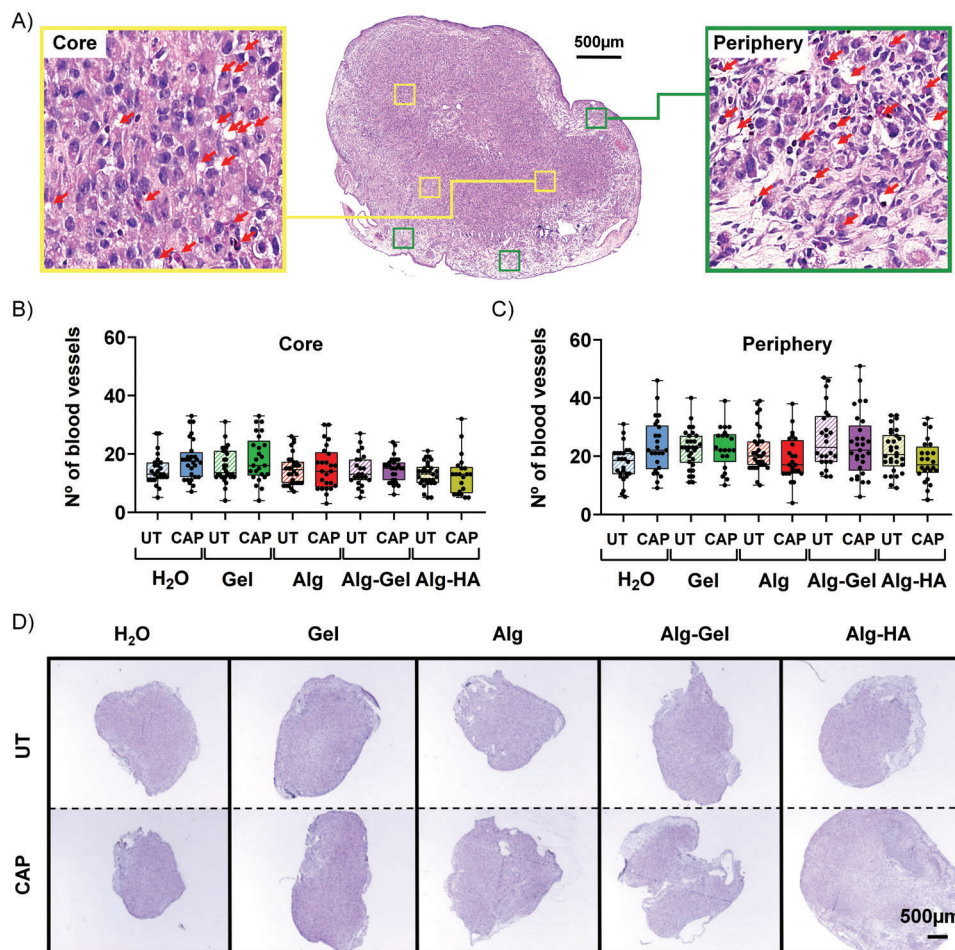 A)
Core
500µm
Periphery
B)
Nº of blood vessels
60
40
20
0
Core
UT CAP UT CAP UT CAP UT CAP UT CAP
H₂O Gel Alg Alg-Gel Alg-HA
C)
Nº of blood vessels
60
40
20
0
Periphery
UT CAP UT CAP UT CAP UT CAP UT CAP
H₂O Gel Alg Alg-Gel Alg-HA
D)
H₂O Gel Alg Alg-Gel Alg-HA
UT
CAP
500µm